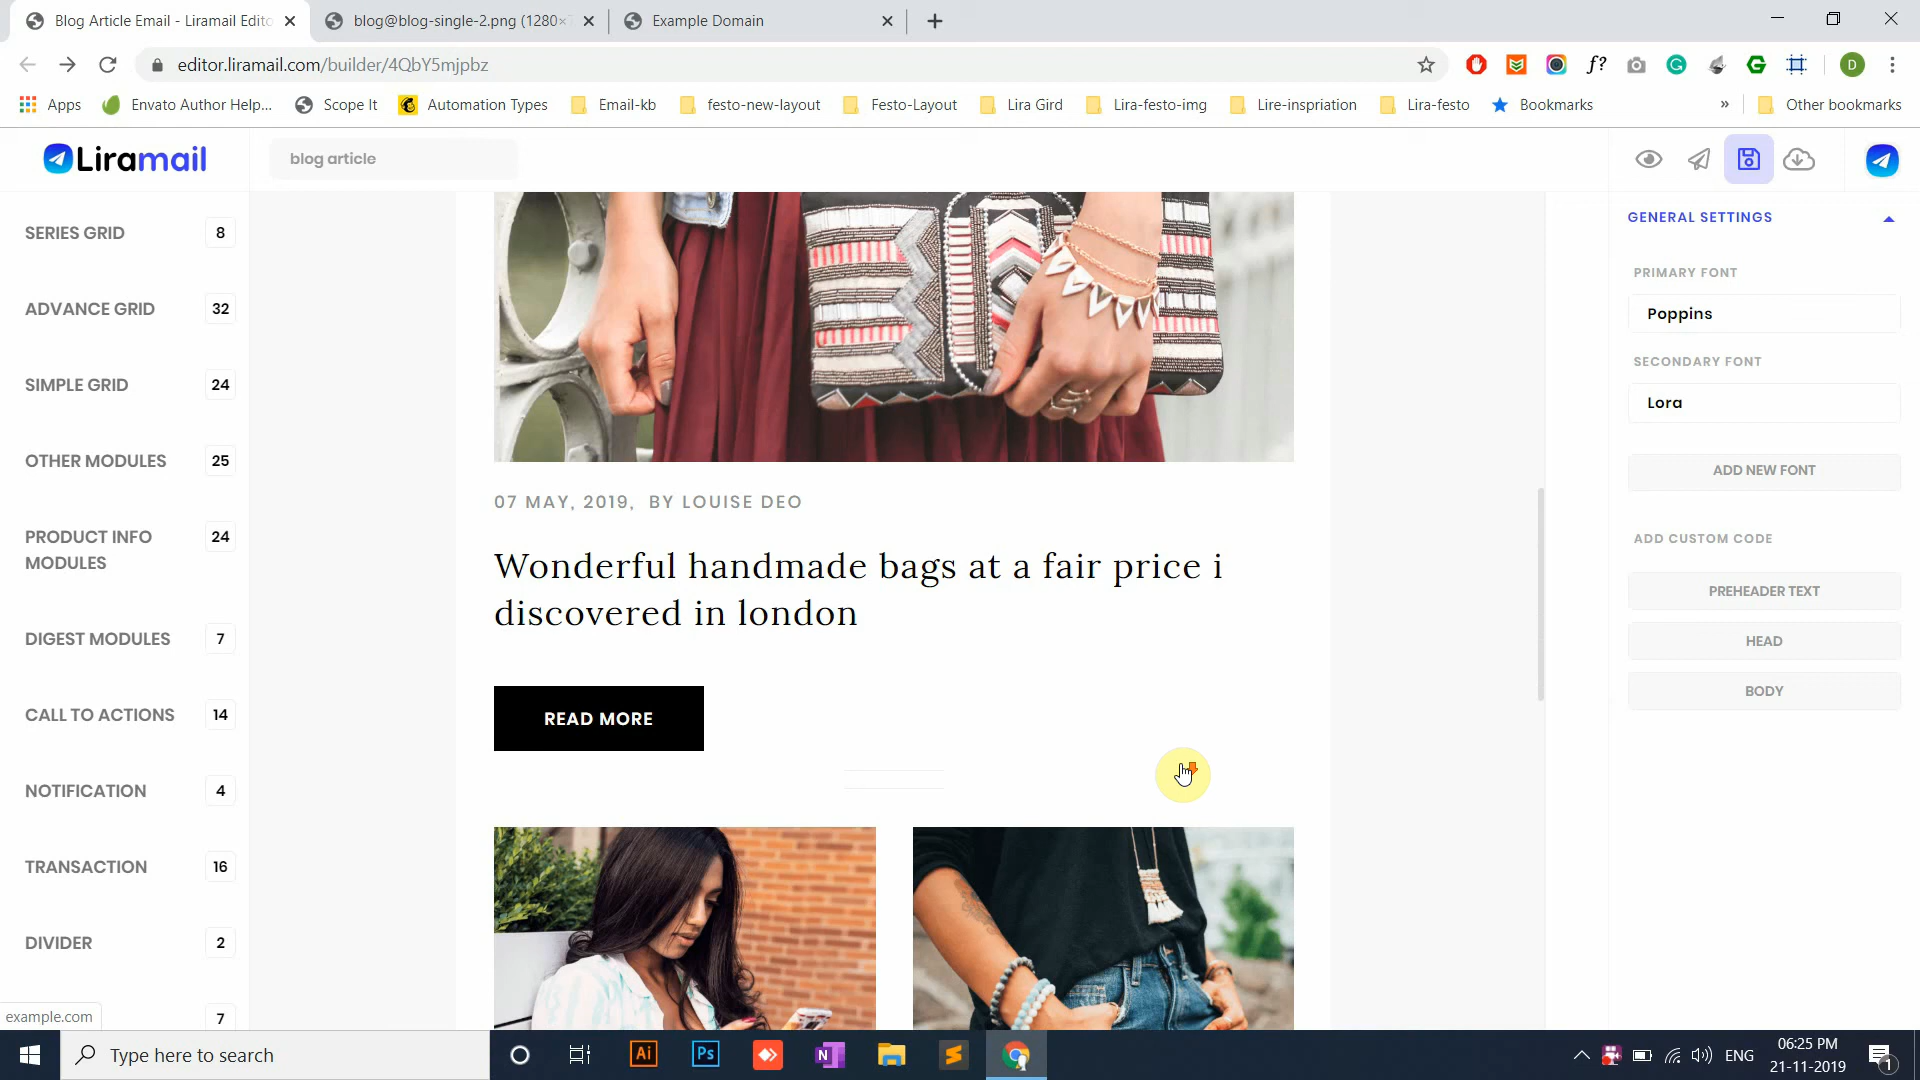 Blog Article Email - Liramail Edito
blog@blog-single-2.png (1280×7
Example Domain
editor.liramail.com/builder/4QbY5mjpbz
f?
D
Apps
Envato Author Help...
Scope It
Automation Types
Email-kb
festo-new-layout
Festo-Layout
Lira Gird
Lira-festo-img
Lire-inspriation
Lira-festo
Bookmarks
»
Other bookmarks
Liramail
blog article
SERIES GRID 8
ADVANCE GRID 32
SIMPLE GRID 24
OTHER MODULES 25
PRODUCT INFO 24
MODULES
DIGEST MODULES 7
CALL TO ACTIONS 14
NOTIFICATION 4
TRANSACTION 16
DIVIDER 2
7
example.com
07 MAY, 2019, BY LOUISE DEO
Wonderful handmade bags at a fair price i
discovered in london
READ MORE
GENERAL SETTINGS
PRIMARY FONT
Poppins
SECONDARY FONT
Lora
ADD NEW FONT
ADD CUSTOM CODE
PREHEADER TEXT
HEAD
BODY
Type here to search
Ai
Ps
N
ENG
06:25 PM
21-11-2019
1